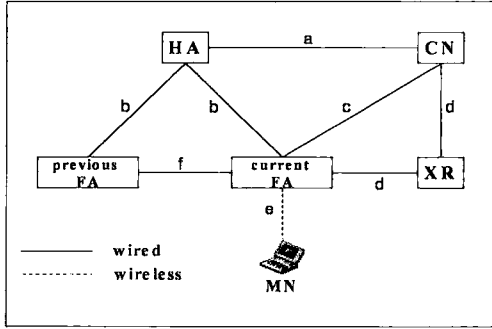 HA
a
CN
b
b
c
d
previous
FA
f
current
FA
d
XR
e
MN
wired
wireless